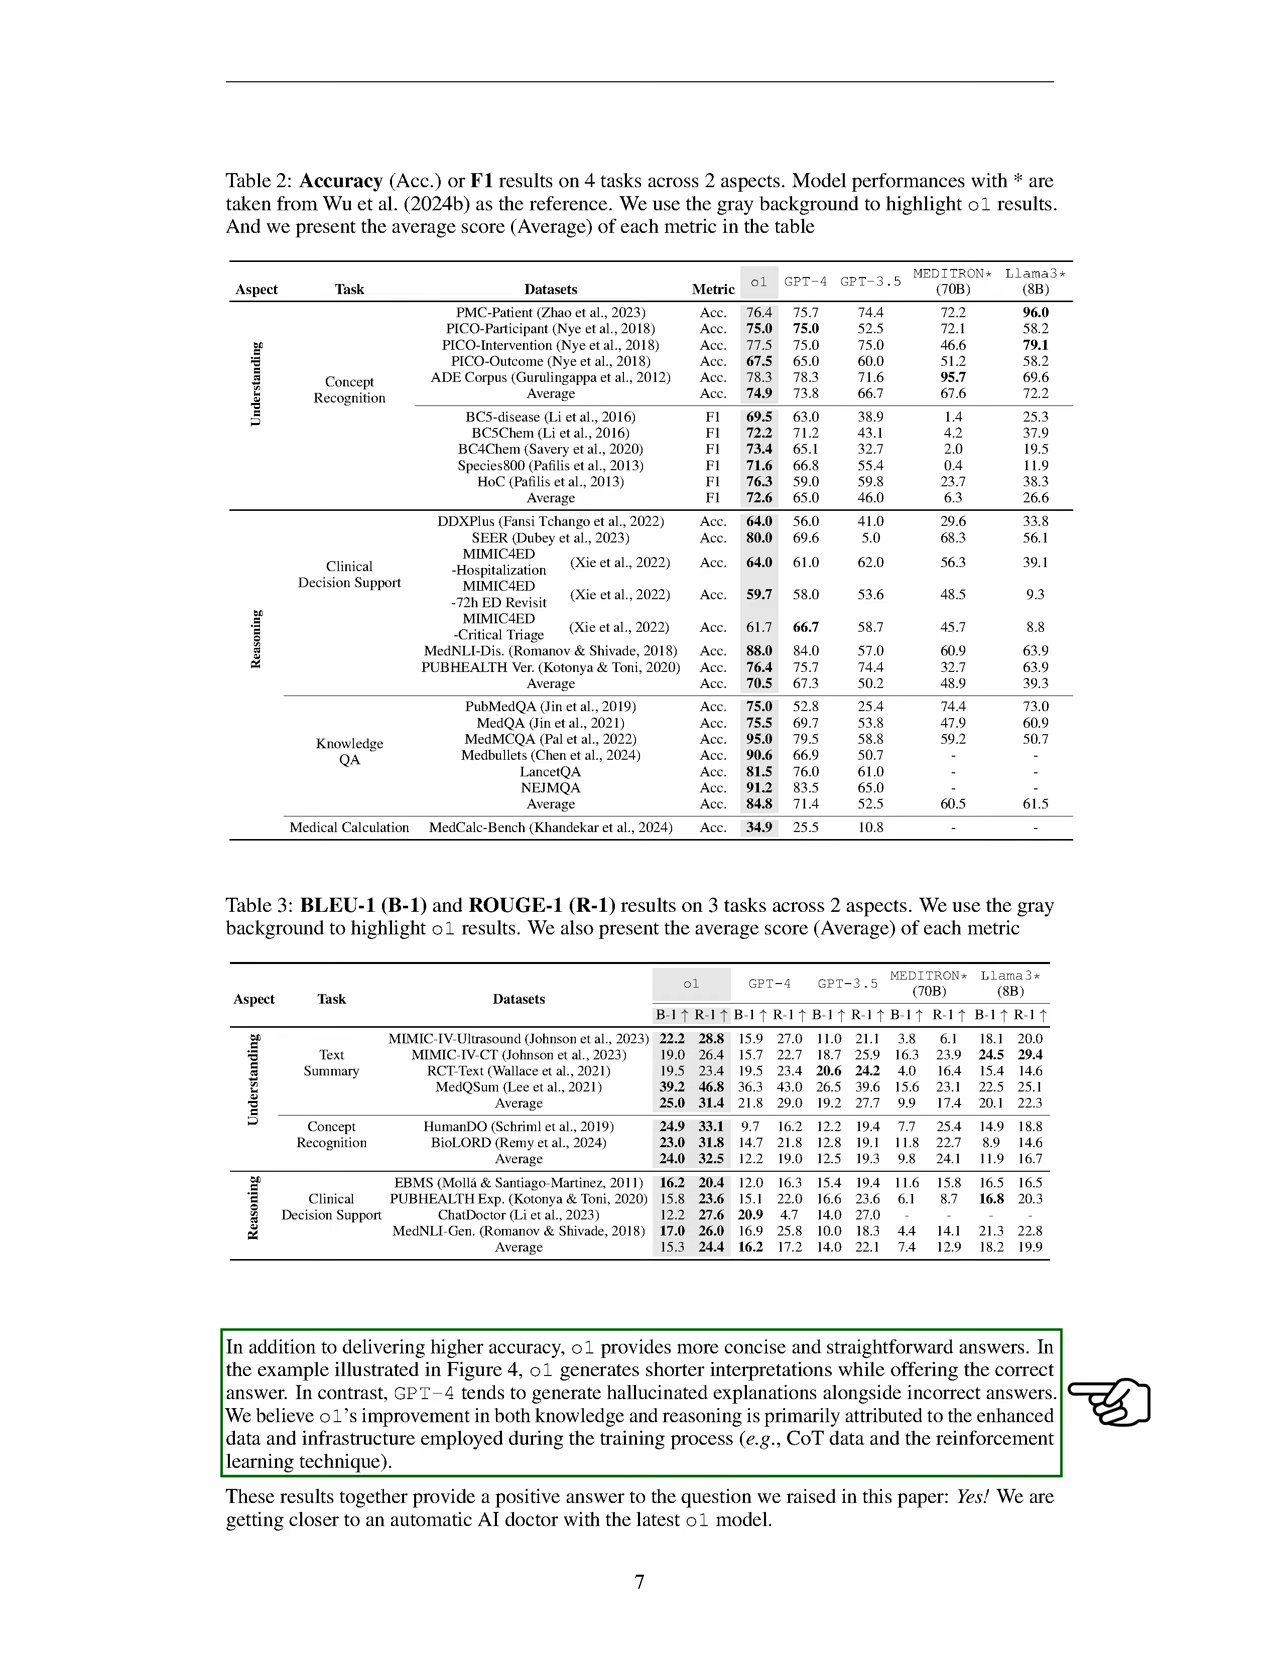 Table 2: Accuracy (Acc.) or F1 results on 4 tasks across 2 aspects. Model performances with * are
taken from Wu et al. (2024b) as the reference. We use the gray background to highlight o1 results.
And we present the average score (Average) of each metric in the table
Aspect Task Datasets Metric o1 GPT-4 GPT-3.5 MEDITRON* (70B) Llama3* (8B)
Understanding
Concept Recognition
PMC-Patient (Zhao et al., 2023) Acc. 76.4 75.7 74.4 72.2 96.0
PICO-Participant (Nye et al., 2018) Acc. 75.0 75.0 52.5 72.1 58.2
PICO-Intervention (Nye et al., 2018) Acc. 77.5 75.0 75.0 46.6 79.1
PICO-Outcome (Nye et al., 2018) Acc. 67.5 65.0 60.0 51.2 58.2
ADE Corpus (Gurulingappa et al., 2012) Acc. 78.3 78.3 71.6 95.7 69.6
Average Acc. 74.9 73.8 66.7 67.6 72.2
BC5-disease (Li et al., 2016) F1 69.5 63.0 38.9 1.4 25.3
BC5Chem (Li et al., 2016) F1 72.2 71.2 43.1 4.2 37.9
BC4Chem (Savery et al., 2020) F1 73.4 65.1 32.7 2.0 19.5
Species800 (Pafilis et al., 2013) F1 71.6 66.8 55.4 0.4 11.9
HoC (Pafilis et al., 2013) F1 76.3 59.0 59.8 23.7 38.3
Average F1 72.6 65.0 46.0 6.3 26.6
Reasoning
Clinical Decision Support
DDXPlus (Fansi Tchango et al., 2022) Acc. 64.0 56.0 41.0 29.6 33.8
SEER (Dubey et al., 2023) Acc. 80.0 69.6 5.0 68.3 56.1
MIMIC4ED -Hospitalization (Xie et al., 2022) Acc. 64.0 61.0 62.0 56.3 39.1
MIMIC4ED -72h ED Revisit (Xie et al., 2022) Acc. 59.7 58.0 53.6 48.5 9.3
MIMIC4ED -Critical Triage (Xie et al., 2022) Acc. 61.7 66.7 58.7 45.7 8.8
MedNLI-Dis. (Romanov & Shivade, 2018) Acc. 88.0 84.0 57.0 60.9 63.9
PUBHEALTH Ver. (Kotonya & Toni, 2020) Acc. 76.4 75.7 74.4 32.7 63.9
Average Acc. 70.5 67.3 50.2 48.9 39.3
Knowledge QA
PubMedQA (Jin et al., 2019) Acc. 75.0 52.8 25.4 74.4 73.0
MedQA (Jin et al., 2021) Acc. 75.5 69.7 53.8 47.9 60.9
MedMCQA (Pal et al., 2022) Acc. 95.0 79.5 58.8 59.2 50.7
Medbullets (Chen et al., 2024) Acc. 90.6 66.9 50.7 - -
LancetQA Acc. 81.5 76.0 61.0 - -
NEJMQA Acc. 91.2 83.5 65.0 - -
Average Acc. 84.8 71.4 52.5 60.5 61.5
Medical Calculation MedCalc-Bench (Khandekar et al., 2024) Acc. 34.9 25.5 10.8 - -
Table 3: BLEU-1 (B-1) and ROUGE-1 (R-1) results on 3 tasks across 2 aspects. We use the gray
background to highlight o1 results. We also present the average score (Average) of each metric
Aspect Task Datasets o1 GPT-4 GPT-3.5 MEDITRON* (70B) Llama3* (8B)
B-1 ↑ R-1 ↑ B-1 ↑ R-1 ↑ B-1 ↑ R-1 ↑ B-1 ↑ R-1 ↑ B-1 ↑ R-1 ↑
Understanding
Text Summary
MIMIC-IV-Ultrasound (Johnson et al., 2023) 22.2 28.8 15.9 27.0 11.0 21.1 3.8 6.1 18.1 20.0
MIMIC-IV-CT (Johnson et al., 2023) 19.0 26.4 15.7 22.7 18.7 25.9 16.3 23.9 24.5 29.4
RCT-Text (Wallace et al., 2021) 19.5 23.4 19.5 23.4 20.6 24.2 4.0 16.4 15.4 14.6
MedQSum (Lee et al., 2021) 39.2 46.8 36.3 43.0 26.5 39.6 15.6 23.1 22.5 25.1
Average 25.0 31.4 21.8 29.0 19.2 27.7 9.9 17.4 20.1 22.3
Concept Recognition
HumanDO (Schriml et al., 2019) 24.9 33.1 9.7 16.2 12.2 19.4 7.7 25.4 14.9 18.8
BioLORD (Remy et al., 2024) 23.0 31.8 14.7 21.8 12.8 19.1 11.8 22.7 8.9 14.6
Average 24.0 32.5 12.2 19.0 12.5 19.3 9.8 24.1 11.9 16.7
Reasoning
Clinical Decision Support
EBMS (Mollá & Santiago-Martinez, 2011) 16.2 20.4 12.0 16.3 15.4 19.4 11.6 15.8 16.5 16.5
PUBHEALTH Exp. (Kotonya & Toni, 2020) 15.8 23.6 15.1 22.0 16.6 23.6 6.1 8.7 16.8 20.3
ChatDoctor (Li et al., 2023) 12.2 27.6 20.9 4.7 14.0 27.0 - - - -
MedNLI-Gen. (Romanov & Shivade, 2018) 17.0 26.0 16.9 25.8 10.0 18.3 4.4 14.1 21.3 22.8
Average 15.3 24.4 16.2 17.2 14.0 22.1 7.4 12.9 18.2 19.9
In addition to delivering higher accuracy, o1 provides more concise and straightforward answers. In
the example illustrated in Figure 4, o1 generates shorter interpretations while offering the correct
answer. In contrast, GPT-4 tends to generate hallucinated explanations alongside incorrect answers.
We believe o1's improvement in both knowledge and reasoning is primarily attributed to the enhanced
data and infrastructure employed during the training process (e.g., CoT data and the reinforcement
learning technique).
These results together provide a positive answer to the question we raised in this paper: Yes! We are
getting closer to an automatic AI doctor with the latest o1 model.
7